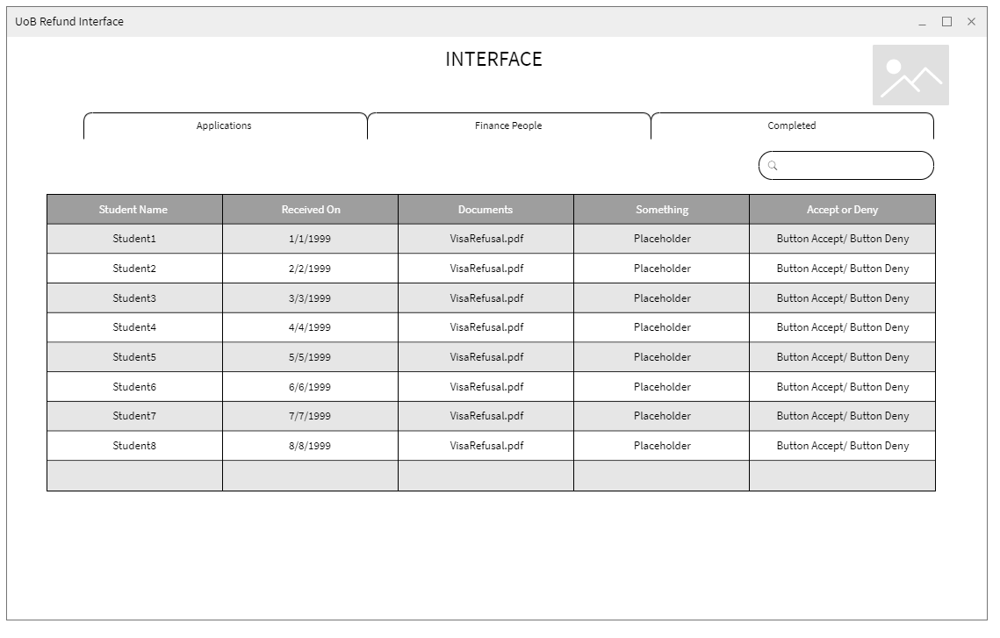 UoB Refund Interface
INTERFACE
Applications Finance People Completed
Student Name Received On Documents Something Accept or Deny
Student1 1/1/1999 VisaRefusal.pdf Placeholder Button Accept/ Button Deny
Student2 2/2/1999 VisaRefusal.pdf Placeholder Button Accept/ Button Deny
Student3 3/3/1999 VisaRefusal.pdf Placeholder Button Accept/ Button Deny
Student4 4/4/1999 VisaRefusal.pdf Placeholder Button Accept/ Button Deny
Student5 5/5/1999 VisaRefusal.pdf Placeholder Button Accept/ Button Deny
Student6 6/6/1999 VisaRefusal.pdf Placeholder Button Accept/ Button Deny
Student7 7/7/1999 VisaRefusal.pdf Placeholder Button Accept/ Button Deny
Student8 8/8/1999 VisaRefusal.pdf Placeholder Button Accept/ Button Deny